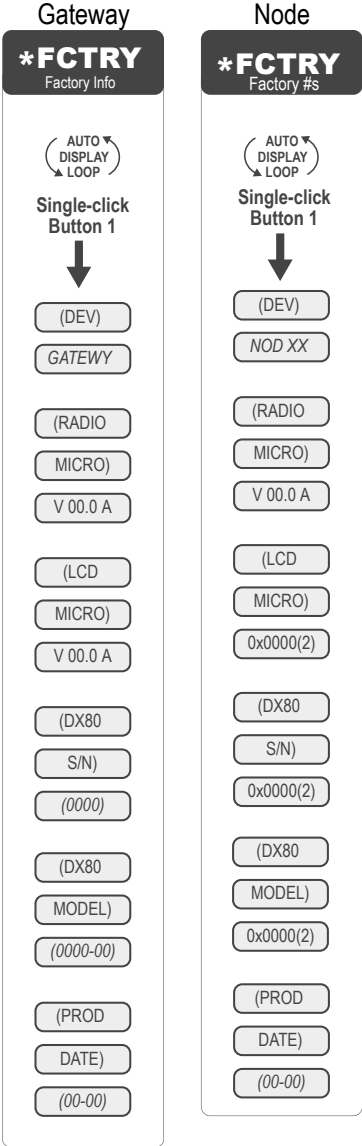 Gateway
*FCTRY
Factory Info
AUTO
DISPLAY
LOOP
Single-click
Button 1
(DEV)
GATEWY
(RADIO
MICRO)
V 00.0 A
(LCD
MICRO)
V 00.0 A
(DX80
S/N)
(0000)
(DX80
MODEL)
(0000-00)
(PROD
DATE)
(00-00)
Node
*FCTRY
Factory #s
AUTO
DISPLAY
LOOP
Single-click
Button 1
(DEV)
NOD XX
(RADIO
MICRO)
V 00.0 A
(LCD
MICRO)
0x0000(2)
(DX80
S/N)
0x0000(2)
(DX80
MODEL)
0x0000(2)
(PROD
DATE)
(00-00)